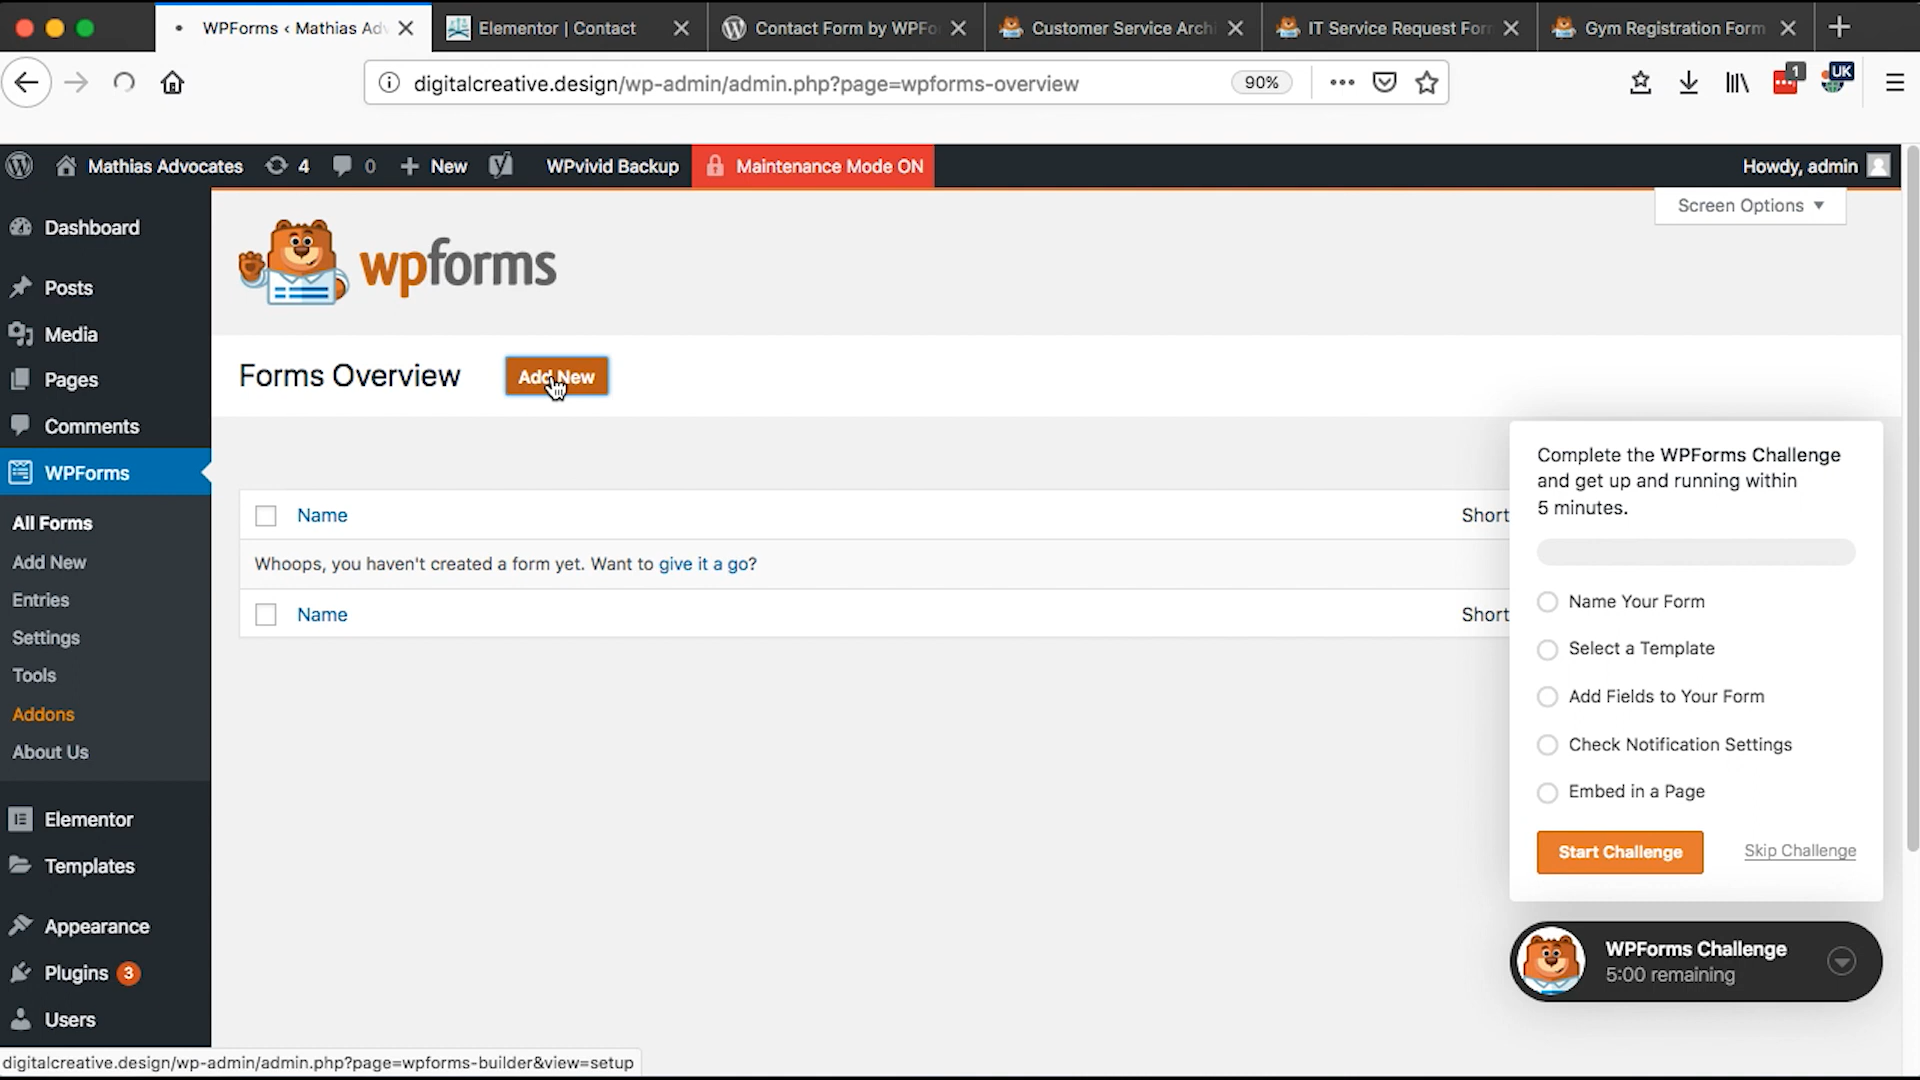 WPForms ‹ Mathias Ad
Elementor | Contact
Contact Form by WPFo
Customer Service Archi
IT Service Request For
Gym Registration Form
digitalcreative.design/wp-admin/admin.php?page=wpforms-overview
90%
1
UK
Mathias Advocates
4
0
New
WPvivid Backup
Maintenance Mode ON
Howdy, admin
Screen Options
Dashboard
Posts
Media
Pages
Comments
WPForms
All Forms
Add New
Entries
Settings
Tools
Addons
About Us
Elementor
Templates
Appearance
Plugins 3
Users
wpforms
Forms Overview
Add New
Name
Short
Whoops, you haven't created a form yet. Want to give it a go?
Name
Short
Complete the WPForms Challenge
and get up and running within
5 minutes.
Name Your Form
Select a Template
Add Fields to Your Form
Check Notification Settings
Embed in a Page
Start Challenge
Skip Challenge
WPForms Challenge
5:00 remaining
digitalcreative.design/wp-admin/admin.php?page=wpforms-builder&view=setup